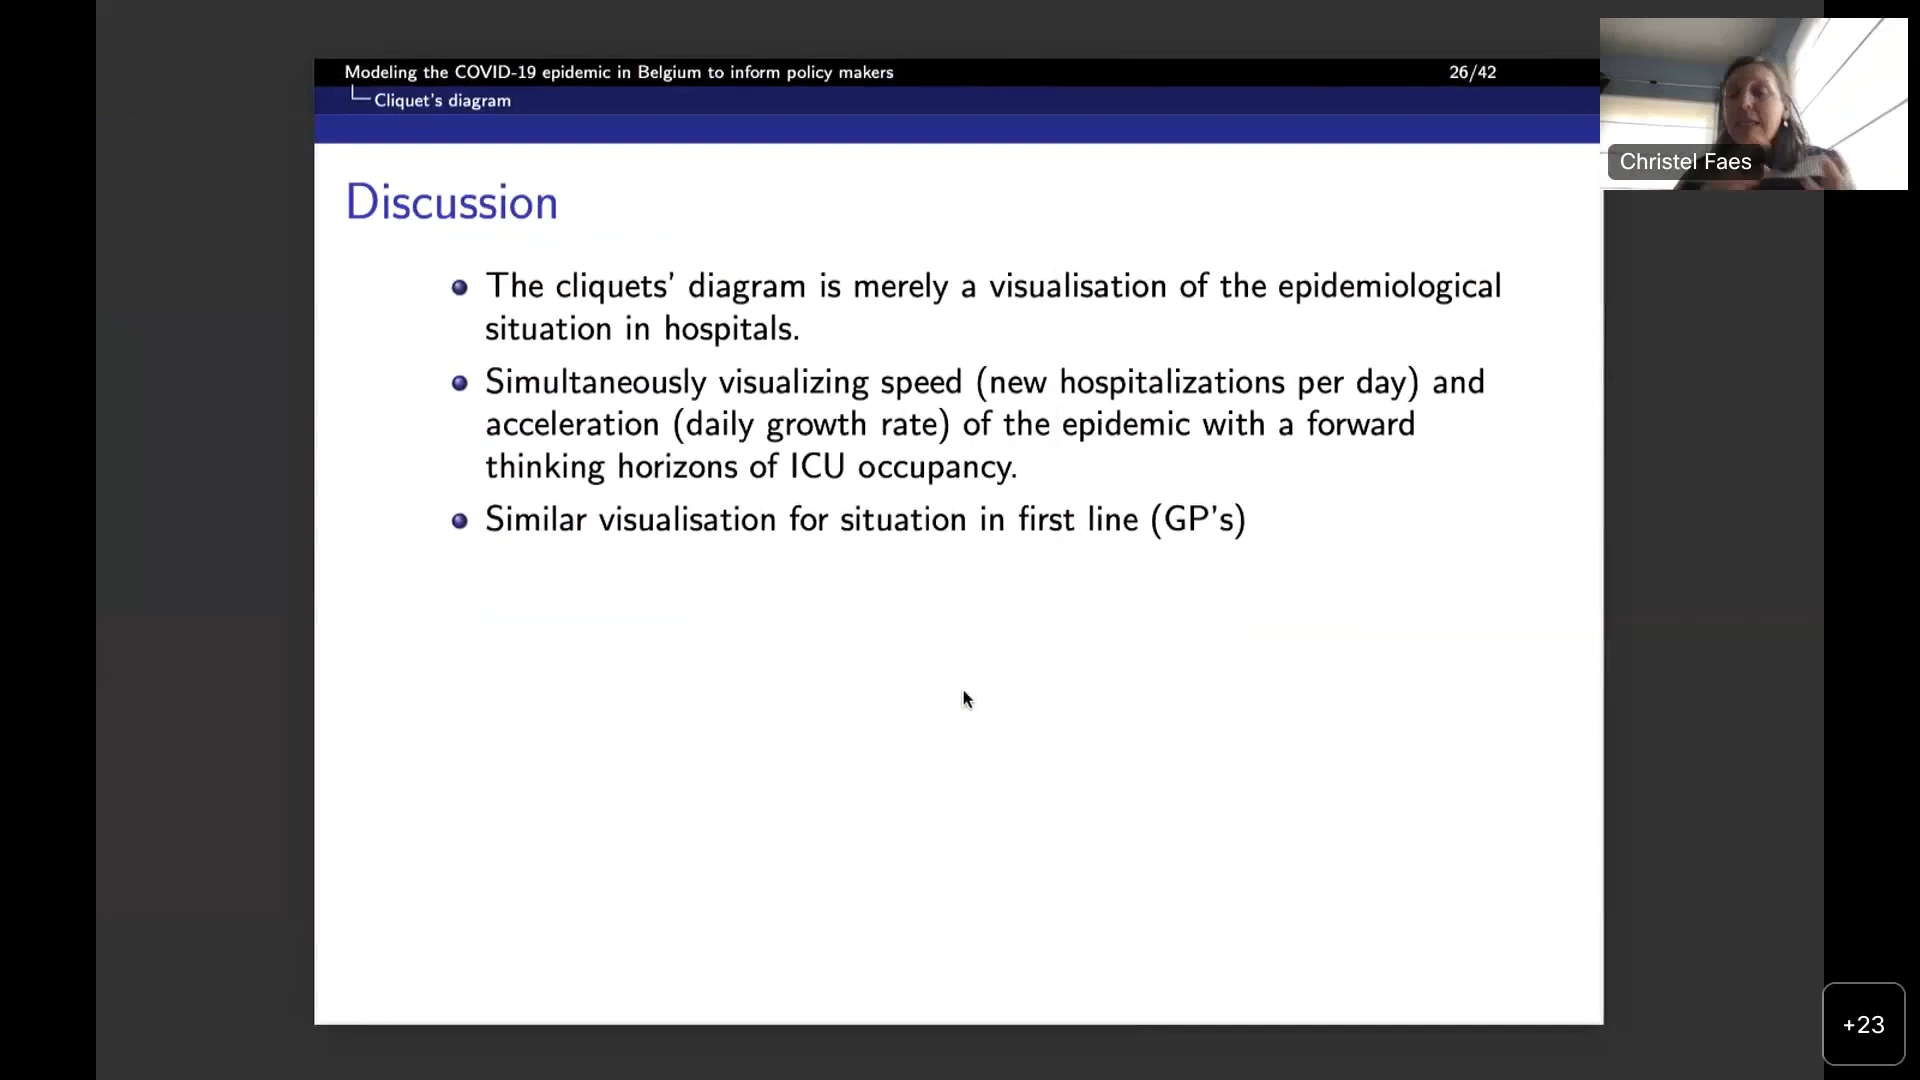 Modeling the COVID-19 epidemic in Belgium to inform policy makers 26/42
Cliquet's diagram
Christel Faes
Discussion
The cliquets' diagram is merely a visualisation of the epidemiological
situation in hospitals.
Simultaneously visualizing speed (new hospitalizations per day) and
acceleration (daily growth rate) of the epidemic with a forward
thinking horizons of ICU occupancy.
Similar visualisation for situation in first line (GP's)
+23